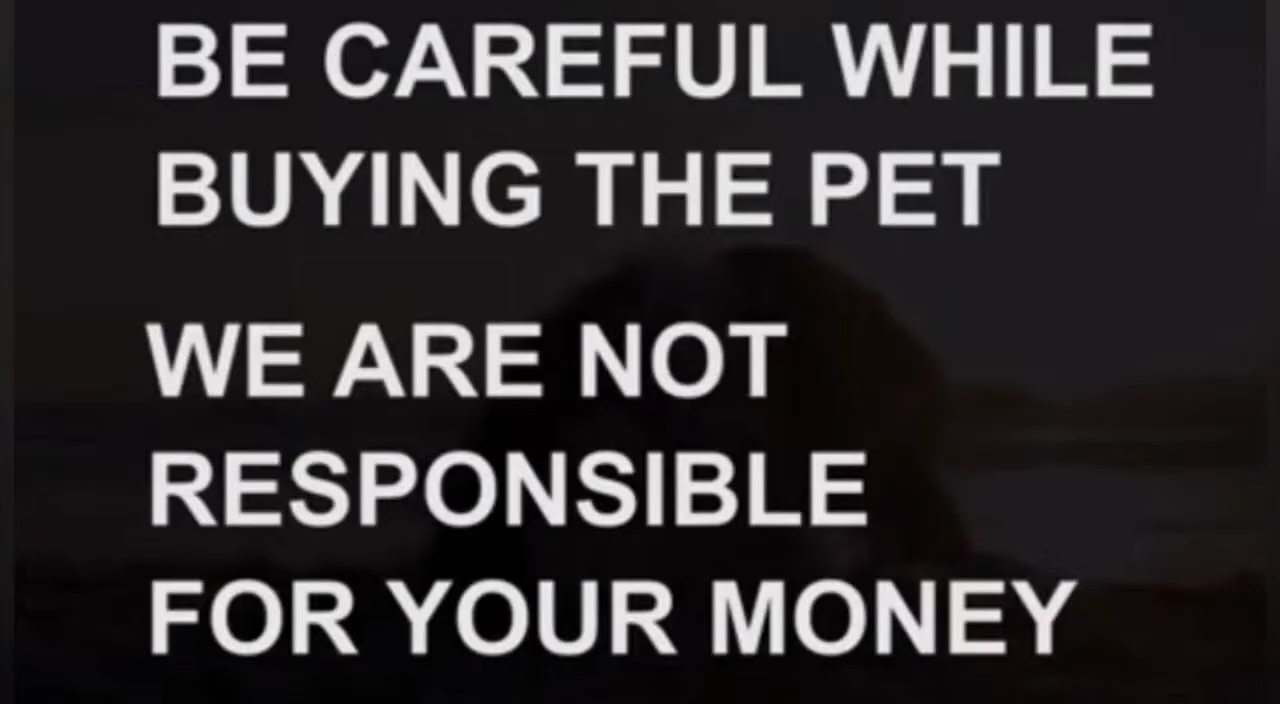 BE CAREFUL WHILE
BUYING THE PET
WE ARE NOT
RESPONSIBLE
FOR YOUR MONEY